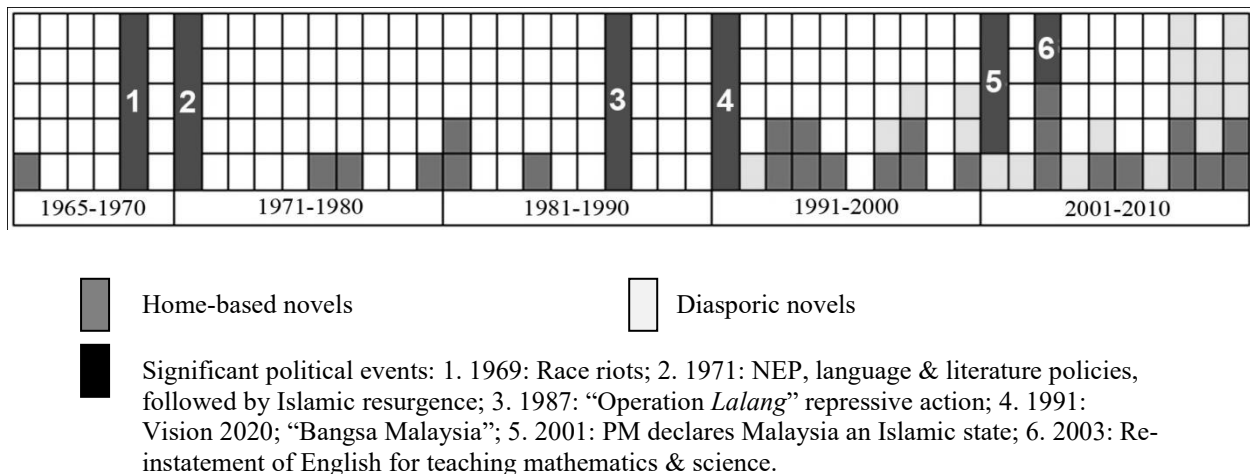 1 2 3 4 5 6
1965-1970 1971-1980 1981-1990 1991-2000 2001-2010
Home-based novels Diasporic novels
Significant political events: 1. 1969: Race riots; 2. 1971: NEP, language & literature policies,
followed by Islamic resurgence; 3. 1987: “Operation Lalang” repressive action; 4. 1991:
Vision 2020; “Bangsa Malaysia”; 5. 2001: PM declares Malaysia an Islamic state; 6. 2003: Re-
instatement of English for teaching mathematics & science.